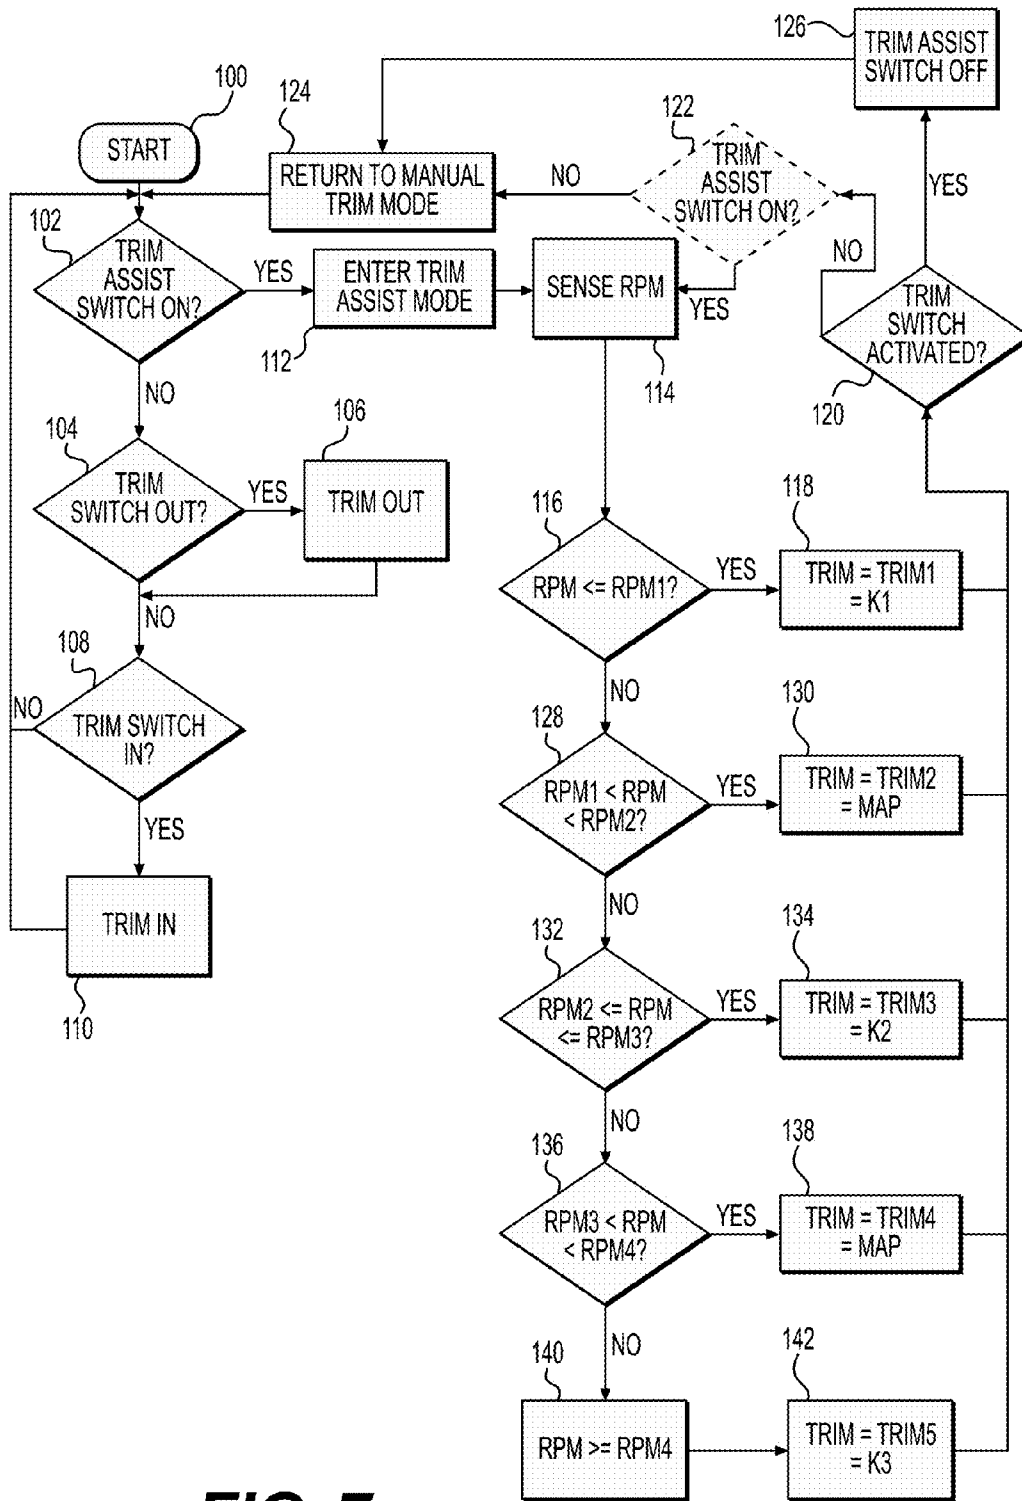 126
TRIM ASSIST
SWITCH OFF
100
START
124
RETURN TO MANUAL
TRIM MODE
NO
122
TRIM
ASSIST
SWITCH ON?
YES
YES
NO
102
TRIM
ASSIST
SWITCH ON?
YES
ENTER TRIM
ASSIST MODE
112
SENSE RPM
114
TRIM
SWITCH
ACTIVATED?
120
NO
104
TRIM
SWITCH OUT?
YES
106
TRIM OUT
NO
108
TRIM SWITCH
IN?
NO
YES
TRIM IN
110
116
RPM <= RPM1?
YES
118
TRIM = TRIM1
= K1
NO
128
RPM1 < RPM
< RPM2?
YES
130
TRIM = TRIM2
= MAP
NO
132
RPM2 <= RPM
<= RPM3?
YES
134
TRIM = TRIM3
= K2
NO
136
RPM3 < RPM
< RPM4?
YES
138
TRIM = TRIM4
= MAP
NO
140
RPM >= RPM4
142
TRIM = TRIM5
= K3